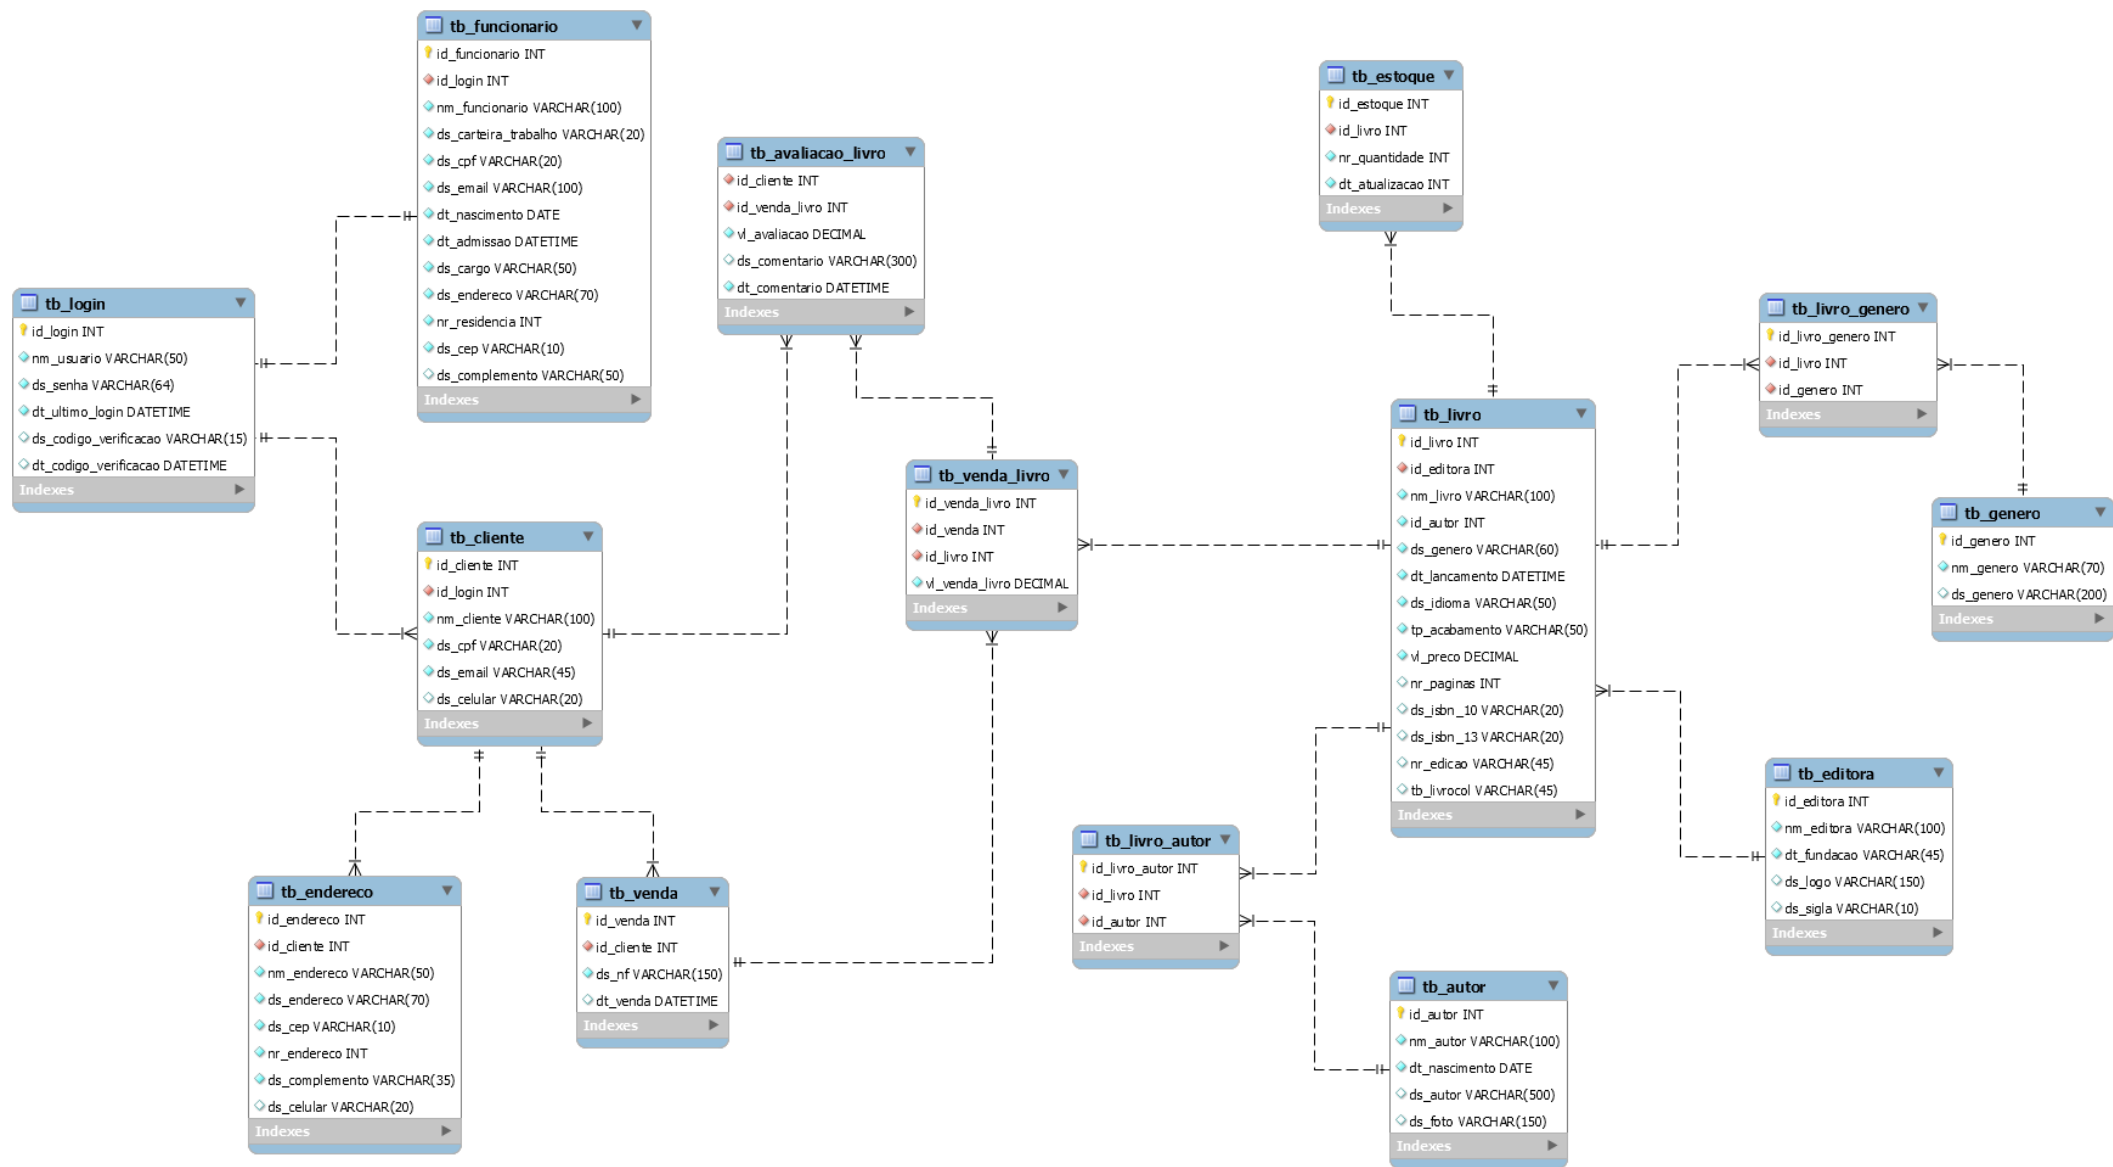 tb_funcionario
id_funcionario INT
id_login INT
nm_funcionario VARCHAR(100)
ds_carteira_trabalho VARCHAR(20)
ds_cpf VARCHAR(20)
ds_email VARCHAR(100)
dt_nascimento DATE
dt_admissao DATETIME
ds_cargo VARCHAR(50)
ds_endereco VARCHAR(70)
nr_residencia INT
ds_cep VARCHAR(10)
ds_complemento VARCHAR(50)
Indexes
tb_estoque
id_estoque INT
id_livro INT
nr_quantidade INT
dt_atualizacao INT
Indexes
tb_avaliacao_livro
id_cliente INT
id_venda_livro INT
vl_avaliacao DECIMAL
ds_comentario VARCHAR(300)
dt_comentario DATETIME
Indexes
tb_login
id_login INT
nm_usuario VARCHAR(50)
ds_senha VARCHAR(64)
dt_ultimo_login DATETIME
ds_codigo_verificacao VARCHAR(15)
dt_codigo_verificacao DATETIME
Indexes
tb_livro_genero
id_livro_genero INT
id_livro INT
id_genero INT
Indexes
tb_livro
id_livro INT
id_editora INT
nm_livro VARCHAR(100)
id_autor INT
ds_genero VARCHAR(60)
dt_lancamento DATETIME
ds_idioma VARCHAR(50)
tp_acabamento VARCHAR(50)
vl_preco DECIMAL
nr_paginas INT
ds_isbn_10 VARCHAR(20)
ds_isbn_13 VARCHAR(20)
nr_edicao VARCHAR(45)
tb_livrocol VARCHAR(45)
Indexes
tb_venda_livro
id_venda_livro INT
id_venda INT
id_livro INT
vl_venda_livro DECIMAL
Indexes
tb_genero
id_genero INT
nm_genero VARCHAR(70)
ds_genero VARCHAR(200)
Indexes
tb_cliente
id_cliente INT
id_login INT
nm_cliente VARCHAR(100)
ds_cpf VARCHAR(20)
ds_email VARCHAR(45)
ds_celular VARCHAR(20)
Indexes
tb_editora
id_editora INT
nm_editora VARCHAR(100)
dt_fundacao VARCHAR(45)
ds_logo VARCHAR(150)
ds_sigla VARCHAR(10)
Indexes
tb_livro_autor
id_livro_autor INT
id_livro INT
id_autor INT
Indexes
tb_endereco
id_endereco INT
id_cliente INT
nm_endereco VARCHAR(50)
ds_endereco VARCHAR(70)
ds_cep VARCHAR(10)
nr_endereco INT
ds_complemento VARCHAR(35)
ds_celular VARCHAR(20)
Indexes
tb_venda
id_venda INT
id_cliente INT
ds_nf VARCHAR(150)
dt_venda DATETIME
Indexes
tb_autor
id_autor INT
nm_autor VARCHAR(100)
dt_nascimento DATE
ds_autor VARCHAR(500)
ds_foto VARCHAR(150)
Indexes